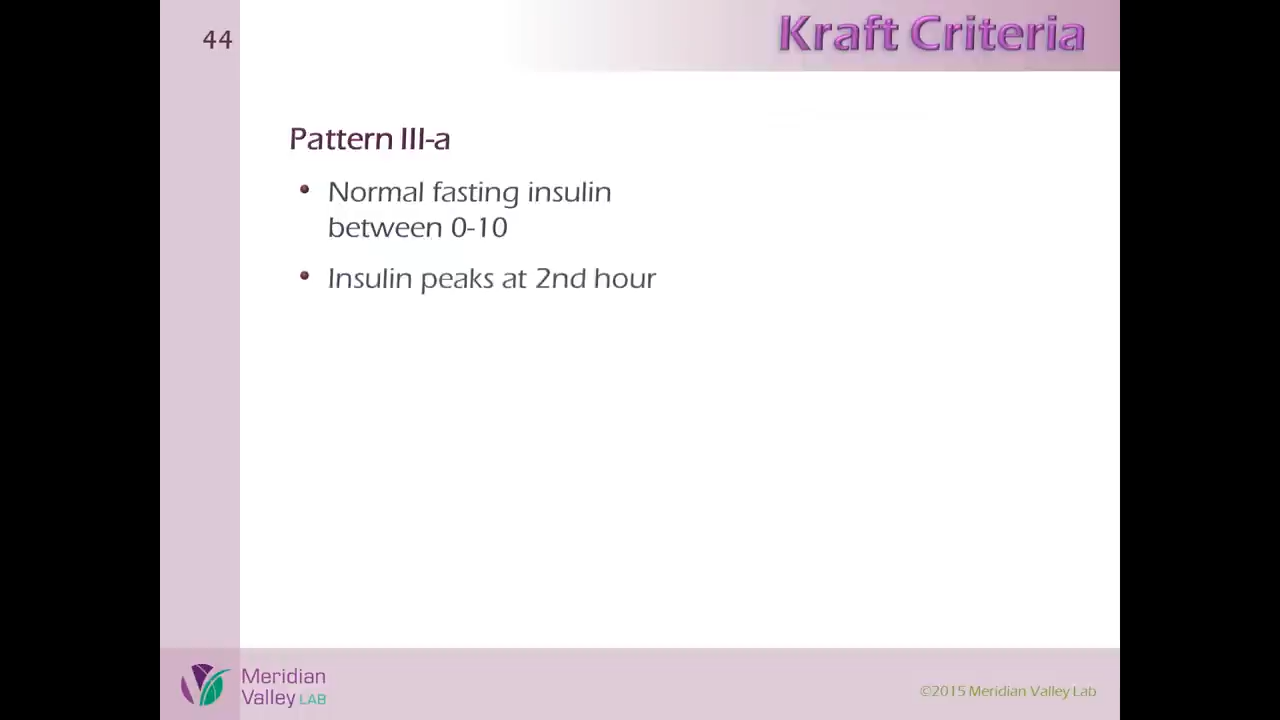 44
Kraft Criteria
Pattern III-a
• Normal fasting insulin
between 0-10
• Insulin peaks at 2nd hour
Meridian
Valley LAB
©2015 Meridian Valley Lab